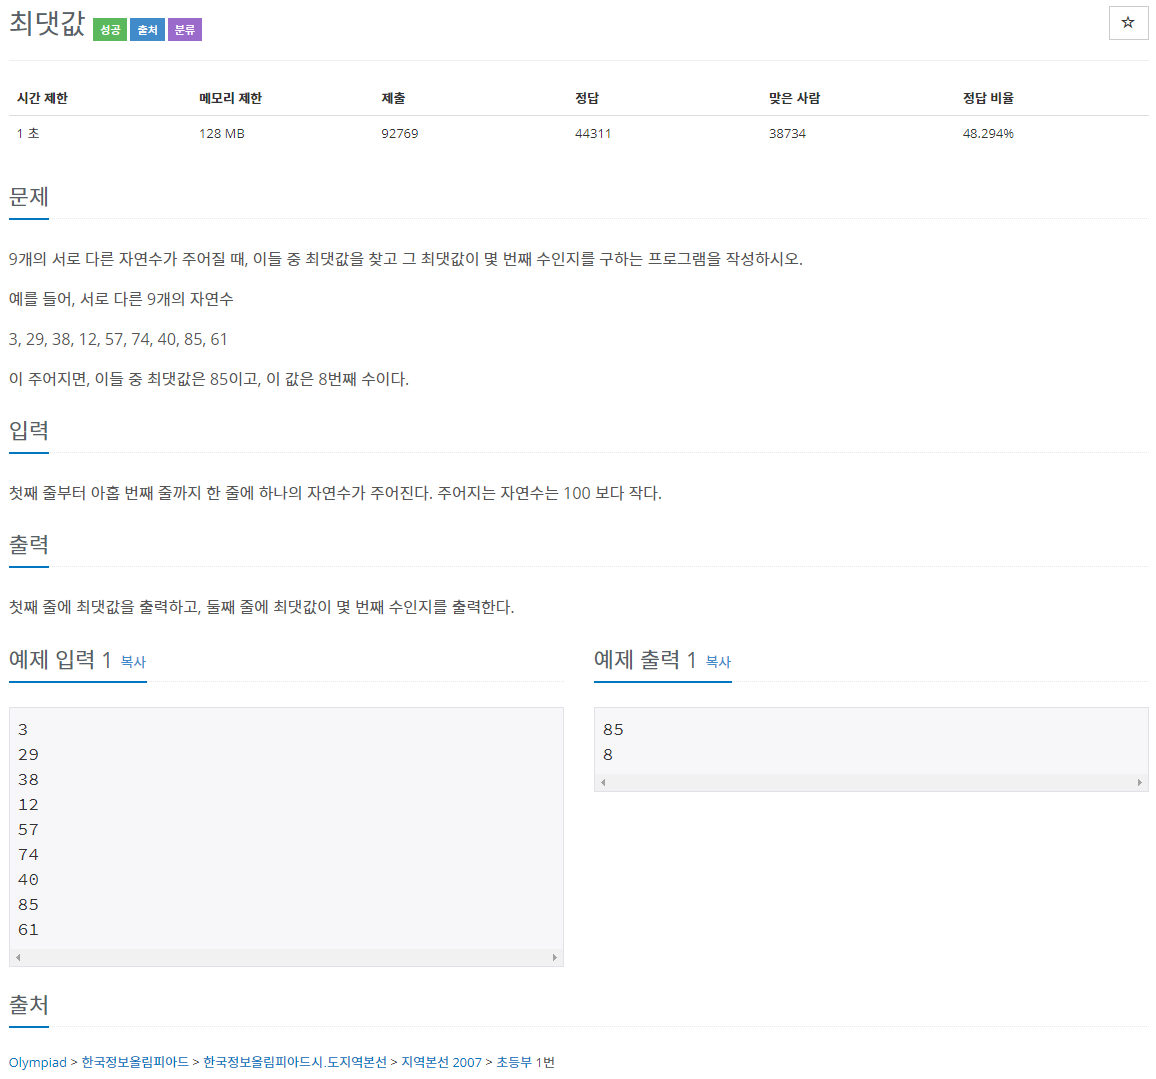 최댓값 성공 출처 분류
☆
시간 제한 메모리 제한 제출 정답 맞은 사람 정답 비율
1 초 128 MB 92769 44311 38734 48.294%
문제
9개의 서로 다른 자연수가 주어질 때, 이들 중 최댓값을 찾고 그 최댓값이 몇 번째 수인지를 구하는 프로그램을 작성하시오.
예를 들어, 서로 다른 9개의 자연수
3, 29, 38, 12, 57, 74, 40, 85, 61
이 주어지면, 이들 중 최댓값은 85이고, 이 값은 8번째 수이다.
입력
첫째 줄부터 아홉 번째 줄까지 한 줄에 하나의 자연수가 주어진다. 주어지는 자연수는 100 보다 작다.
출력
첫째 줄에 최댓값을 출력하고, 둘째 줄에 최댓값이 몇 번째 수인지를 출력한다.
예제 입력 1 복사
3
29
38
12
57
74
40
85
61
예제 출력 1 복사
85
8
출처
Olympiad > 한국정보올림피아드 > 한국정보올림피아드시.도지역본선 > 지역본선 2007 > 초등부 1번